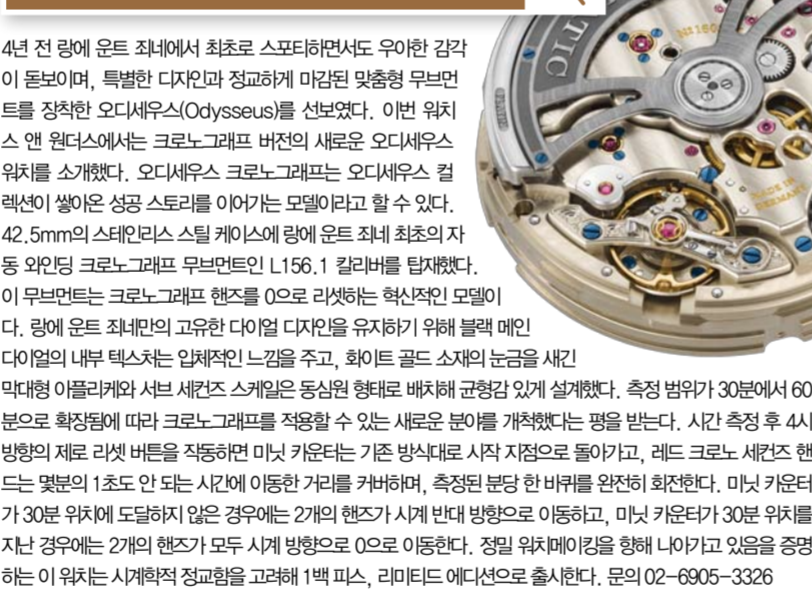 4년 전 랑에 운트 죄네에서 최초로 스포티하면서도 우아한 감각
이 돋보이며, 특별한 디자인과 정교하게 마감된 맞춤형 무브먼
트를 장착한 오디세우스(Odysseus)를 선보였다. 이번 워치
스 앤 원더스에서는 크로노그래프 버전의 새로운 오디세우스
워치를 소개했다. 오디세우스 크로노그래프는 오디세우스 컬
렉션이 쌓아온 성공 스토리를 이어가는 모델이라고 할 수 있다.
42.5mm의 스테인리스 스틸 케이스에 랑에 운트 죄네 최초의 자
동 와인딩 크로노그래프 무브먼트인 L156.1 칼리버를 탑재했다.
이 무브먼트는 크로노그래프 핸즈를 0으로 리셋하는 혁신적인 모델이
다. 랑에 운트 죄네만의 고유한 다이얼 디자인을 유지하기 위해 블랙 메인
다이얼의 내부 텍스처는 입체적인 느낌을 주고, 화이트 골드 소재의 눈금을 새긴
막대형 아플리케와 서브 세컨즈 스케일은 동심원 형태로 배치해 균형감 있게 설계했다. 측정 범위가 30분에서 60
분으로 확장됨에 따라 크로노그래프를 적용할 수 있는 새로운 분야를 개척했다는 평을 받는다. 시간 측정 후 4시
방향의 제로 리셋 버튼을 작동하면 미닛 카운터는 기존 방식대로 시작 지점으로 돌아가고, 레드 크로노 세컨즈 핸
드는 몇분의 1초도 안 되는 시간에 이동한 거리를 커버하며, 측정된 분당 한 바퀴를 완전히 회전한다. 미닛 카운터
가 30분 위치에 도달하지 않은 경우에는 2개의 핸즈가 시계 반대 방향으로 이동하고, 미닛 카운터가 30분 위치를
지난 경우에는 2개의 핸즈가 모두 시계 방향으로 0으로 이동한다. 정밀 워치메이킹을 향해 나아가고 있음을 증명
하는 이 워치는 시계학적 정교함을 고려해 1백 피스, 리미티드 에디션으로 출시한다. 문의 02-6905-3326
TIC
MADE IN